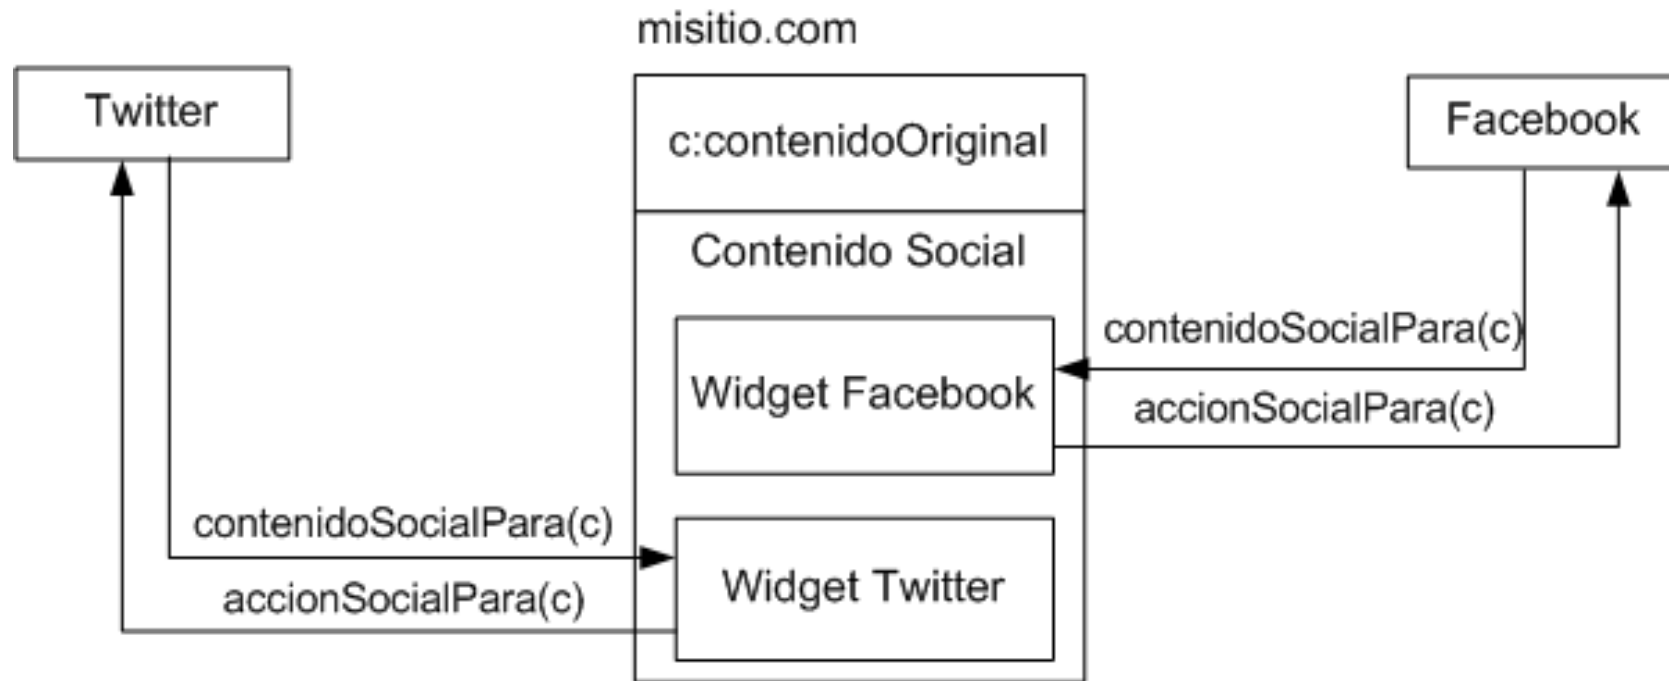 misitio.com
Twitter
c:contenidoOriginal
Facebook
Contenido Social
contenidoSocialPara(c)
Widget Facebook
accionSocialPara(c)
contenidoSocialPara(c)
Widget Twitter
accionSocialPara(c)